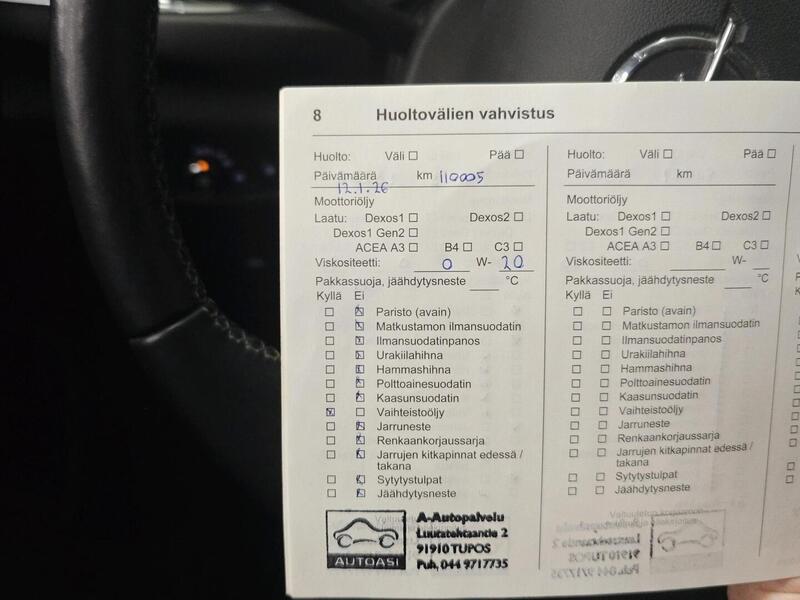 8 Huoltovälien vahvistus
Huolto: Väli ☐ Pää ☐
Päivämäärä km 110005
12.1.26
Moottoriöljy
Laatu: Dexos1 ☐ Dexos2 ☐
Dexos1 Gen2 ☐
ACEA A3 ☐ B4 ☐ C3 ☐
Viskositeetti: 0 W- 20
Pakkassuoja, jäähdytysneste °C
Kyllä Ei
Paristo (avain)
Matkustamon ilmansuodatin
Ilmansuodatinpanos
Urakiilahihna
Hammashihna
Polttoainesuodatin
Kaasunsuodatin
Vaihteistoöljy
Jarruneste
Renkaankorjaussarja
Jarrujen kitkapinnat edessä /
takana
Sytytystulpat
Jäähdytysneste
AUTOASI
A-Autopalvelu
Luutatehtaantie 2
91910 TUPOS
Puh, 044 9717735
Huolto: Väli ☐ Pää ☐
Päivämäärä km
Moottoriöljy
Laatu: Dexos1 ☐ Dexos2 ☐
Dexos1 Gen2 ☐
ACEA A3 ☐ B4 ☐ C3 ☐
Viskositeetti: W-
Pakkassuoja, jäähdytysneste °C
Kyllä Ei
Paristo (avain)
Matkustamon ilmansuodatin
Ilmansuodatinpanos
Urakiilahihna
Hammashihna
Polttoainesuodatin
Kaasunsuodatin
Vaihteistoöljy
Jarruneste
Renkaankorjaussarja
Jarrujen kitkapinnat edessä /
takana
Sytytystulpat
Jäähdytysneste